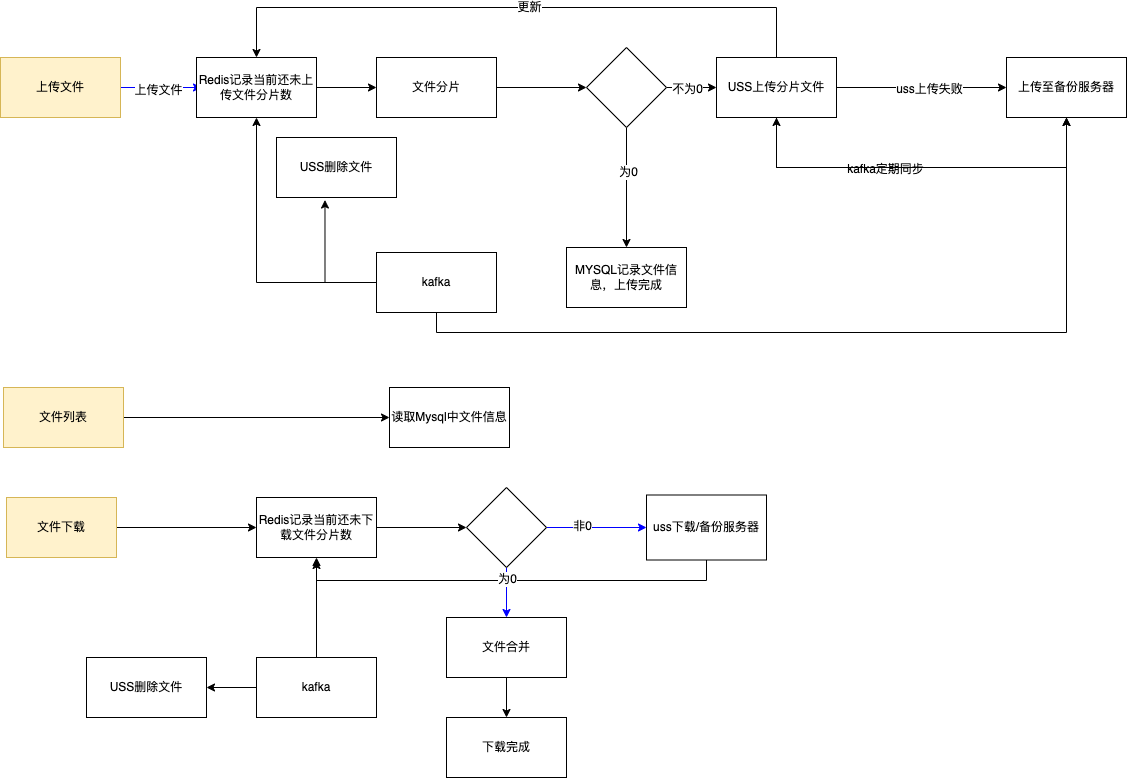 更新
上传文件
上传文件
Redis记录当前还未上
传文件分片数
文件分片
不为0
USS上传分片文件
uss上传失败
上传至备份服务器
USS删除文件
为0
kafka定期同步
kafka
MYSQL记录文件信
息，上传完成
文件列表
读取Mysql中文件信息
文件下载
Redis记录当前还未下
载文件分片数
非0
uss下载/备份服务器
为0
文件合并
USS删除文件
kafka
下载完成